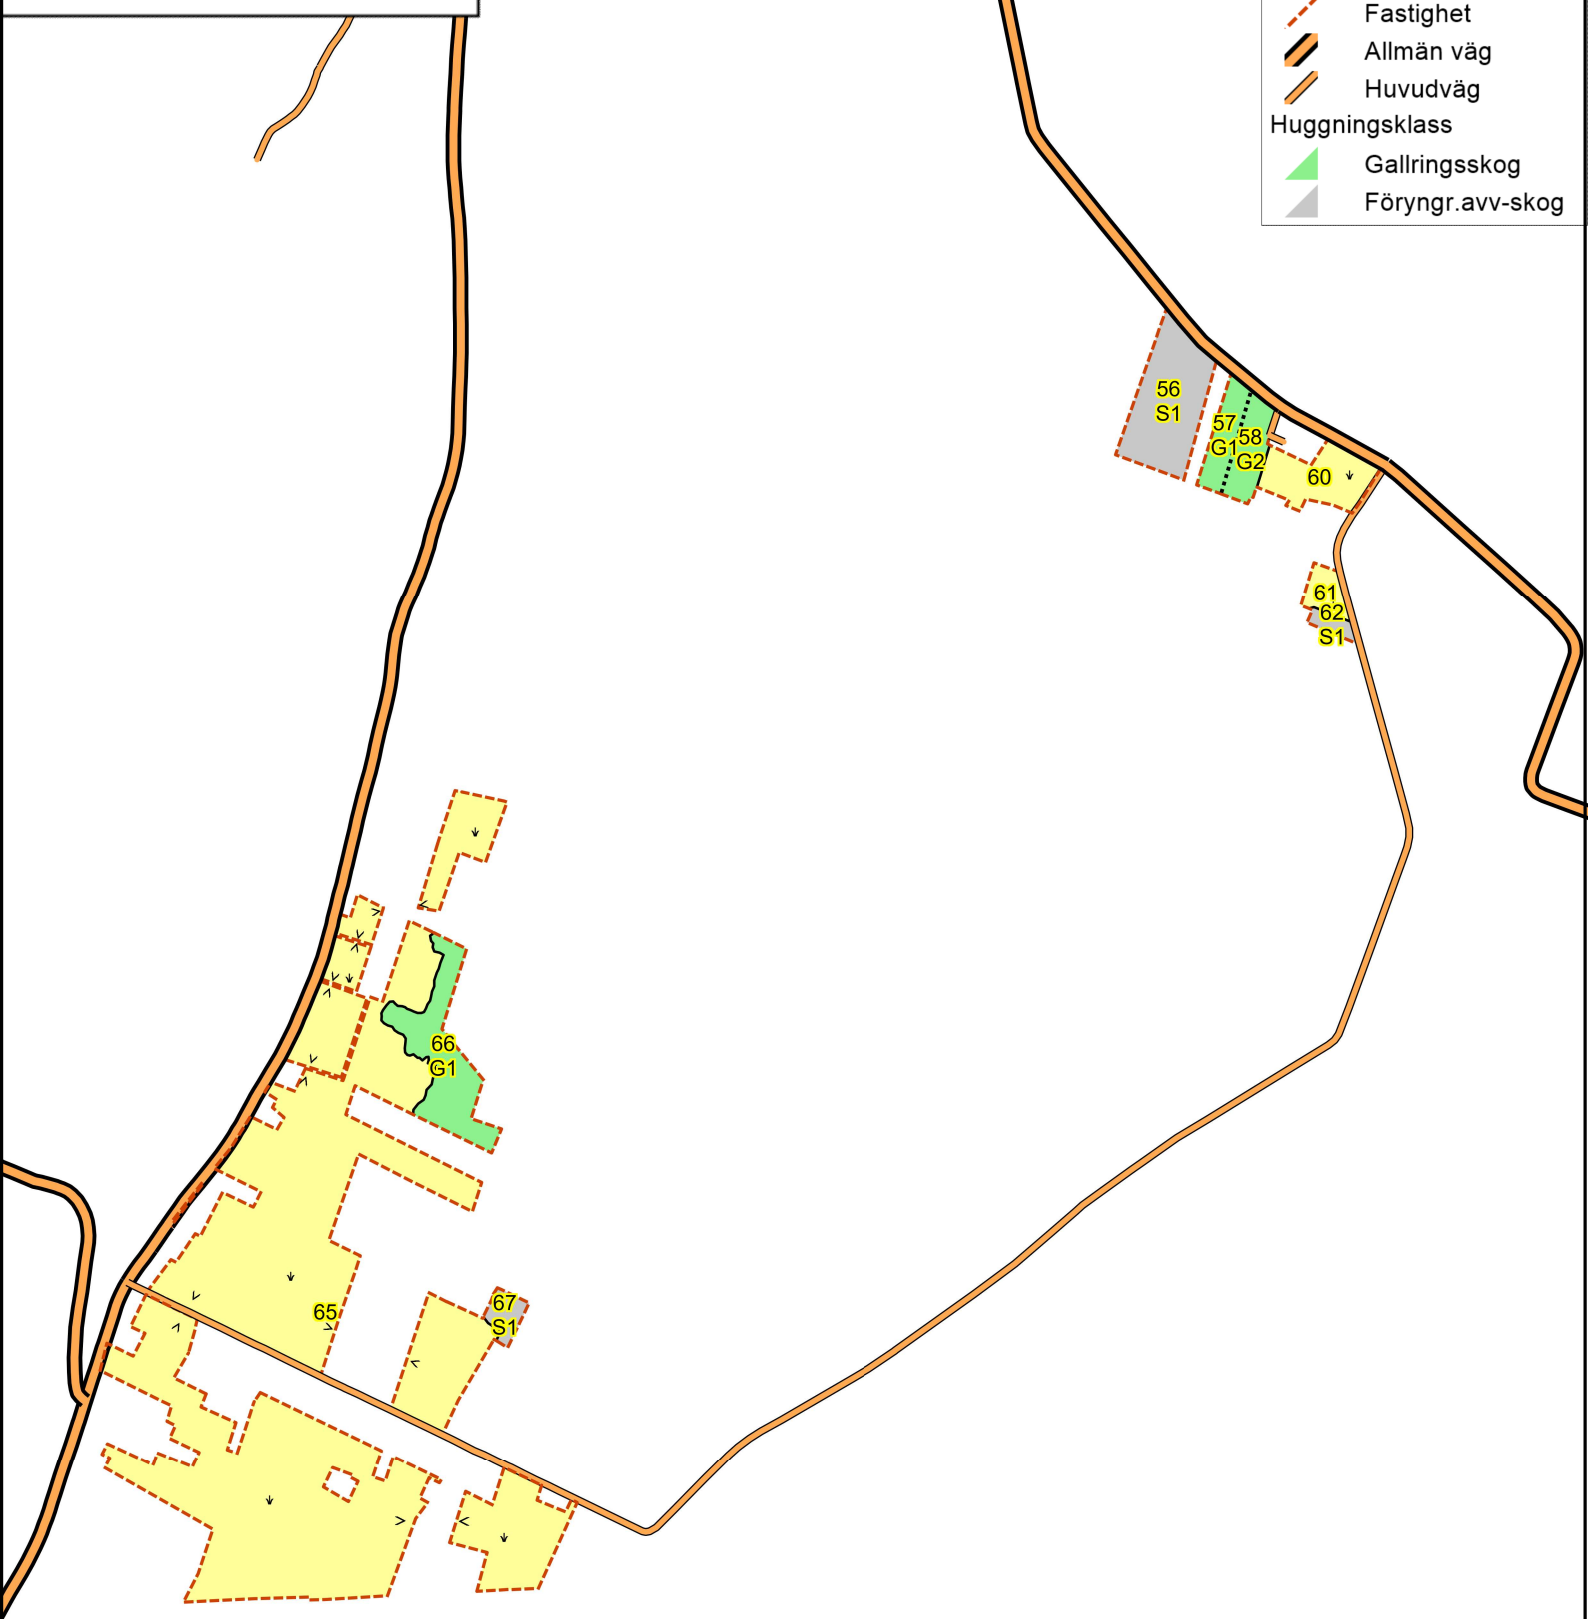 Fastighet
Allmän väg
Huvudväg
Huggningsklass
Gallringsskog
Föryngr.avv-skog
56
S1
57
G1
58
G2
60
61
62
S1
66
G1
67
S1
65